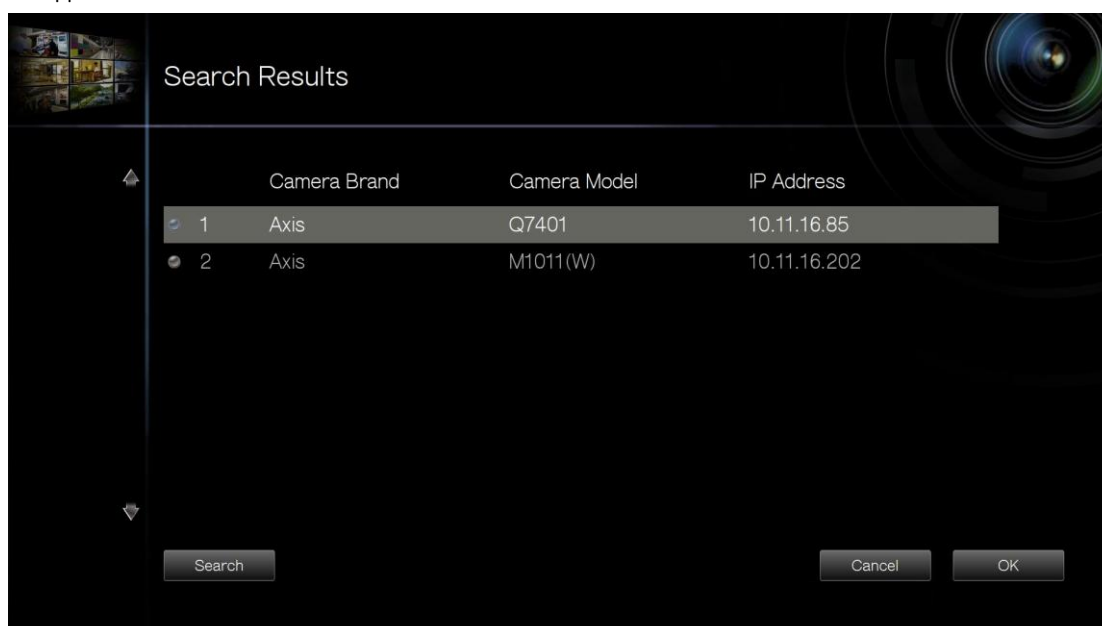 Search Results
Camera Brand Camera Model IP Address
1 Axis Q7401 10.11.16.85
2 Axis M1011(W) 10.11.16.202
Search Cancel OK